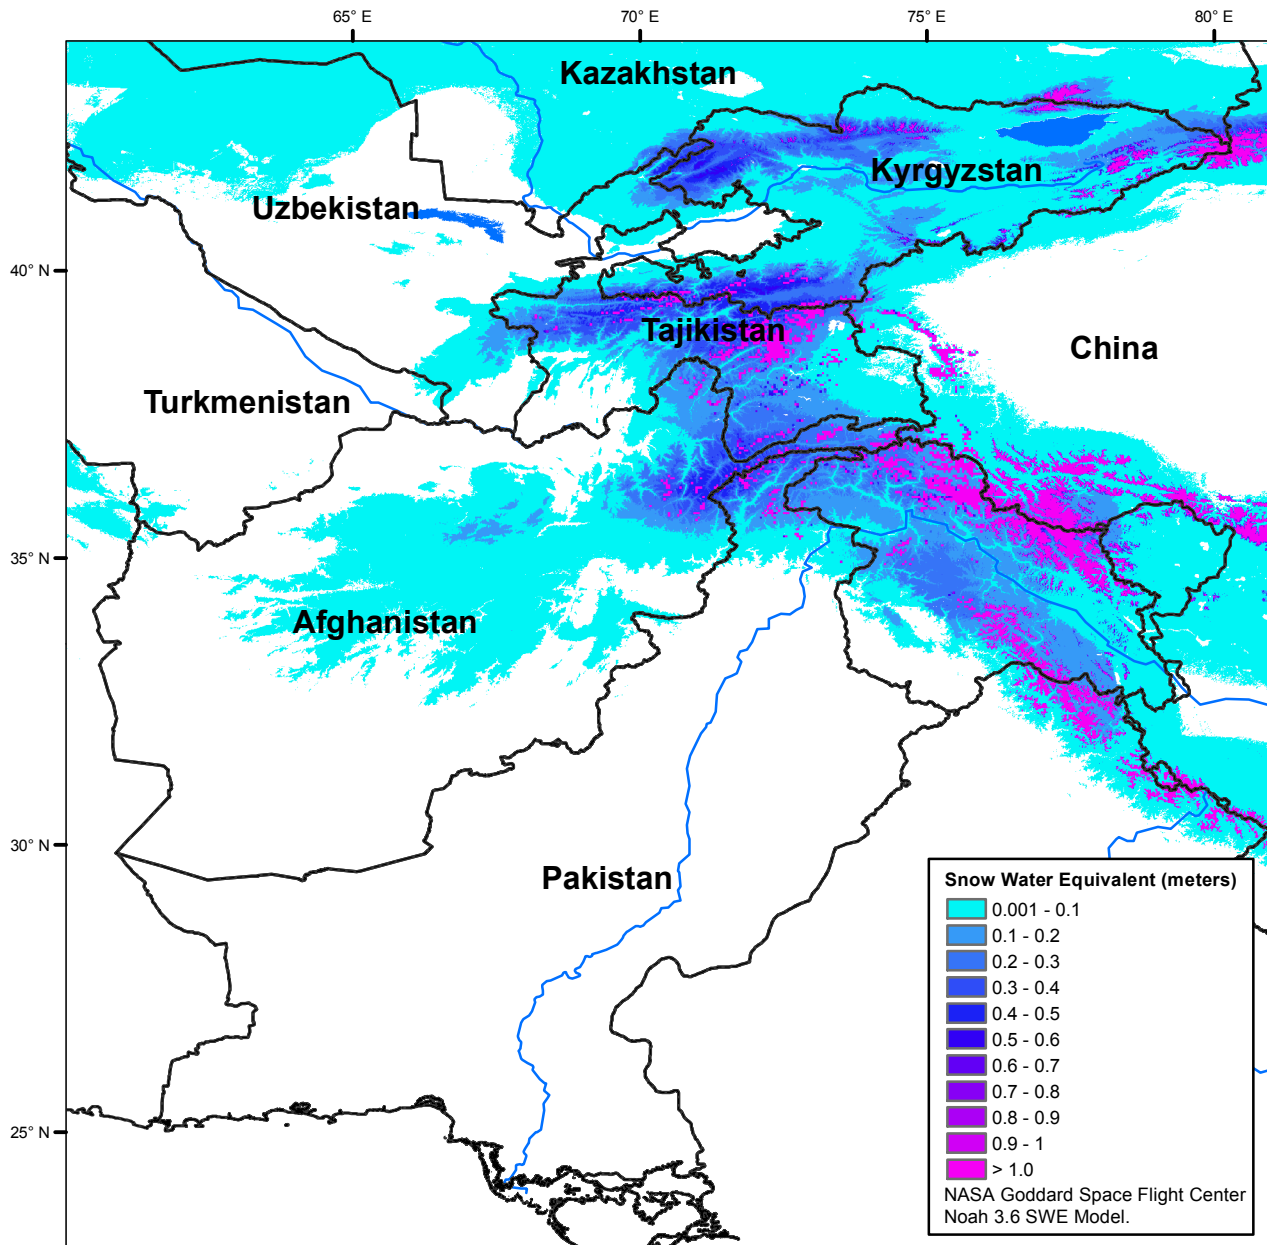 65° E
70° E
75° E
80° E
Kazakhstan
Kyrgyzstan
Uzbekistan
40° N
Tajikistan
China
Turkmenistan
35° N
Afghanistan
30° N
Pakistan
25° N
Snow Water Equivalent (meters)
0.001 - 0.1
0.1 - 0.2
0.2 - 0.3
0.3 - 0.4
0.4 - 0.5
0.5 - 0.6
0.6 - 0.7
0.7 - 0.8
0.8 - 0.9
0.9 - 1
> 1.0
NASA Goddard Space Flight Center
Noah 3.6 SWE Model.